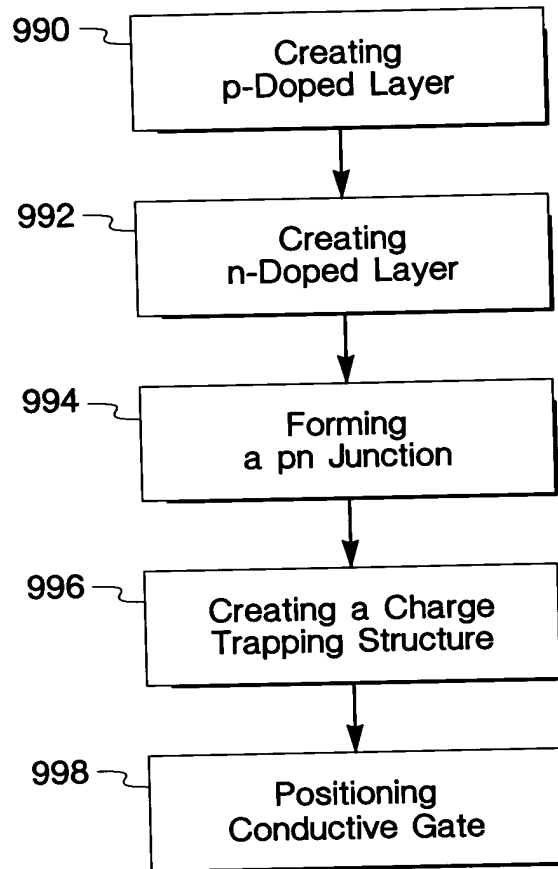 990
Creating
p-Doped Layer
992
Creating
n-Doped Layer
994
Forming
a pn Junction
996
Creating a Charge
Trapping Structure
998
Positioning
Conductive Gate